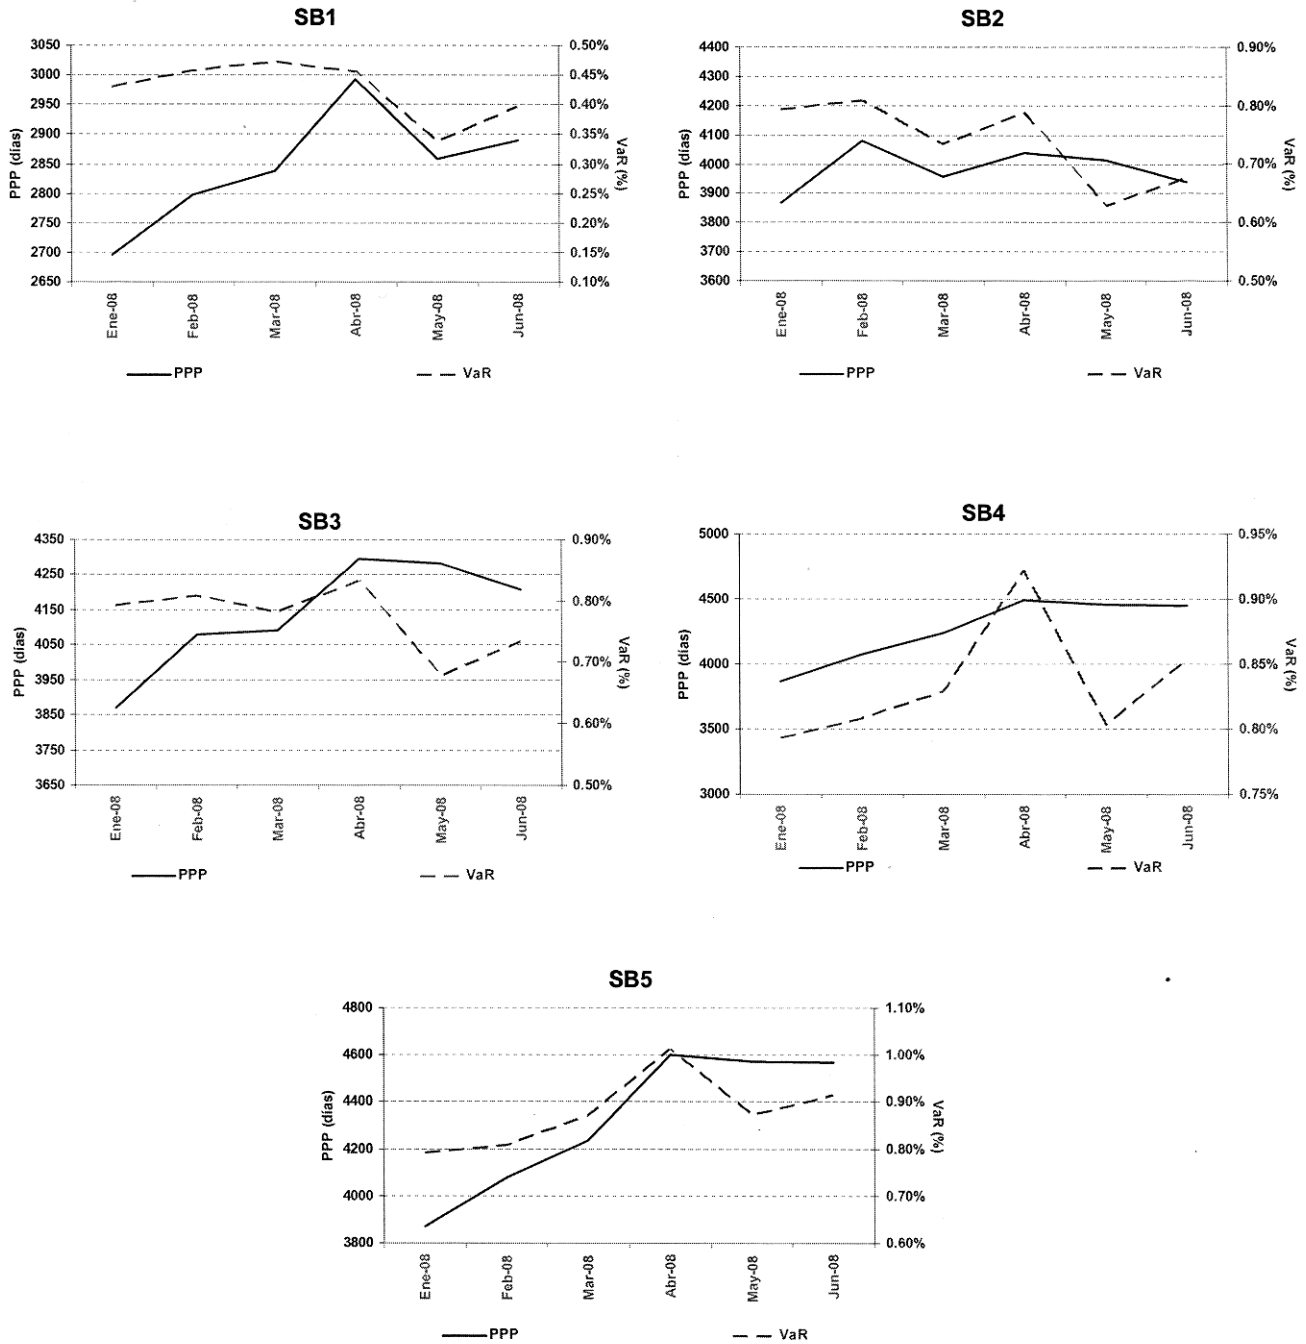 SB1
3050
3000
2950
2900
2850
2800
2750
2700
2650
PPP (días)
0.50%
0.45%
0.40%
0.35%
0.30%
0.25%
0.20%
0.15%
0.10%
VaR (%)
Ene-08
Feb-08
Mar-08
Abr-08
May-08
Jun-08
PPP
VaR
SB2
4400
4300
4200
4100
4000
3900
3800
3700
3600
PPP (días)
0.90%
0.80%
0.70%
0.60%
0.50%
VaR (%)
Ene-08
Feb-08
Mar-08
Abr-08
May-08
Jun-08
PPP
VaR
SB3
4350
4250
4150
4050
3950
3850
3750
3650
PPP (días)
0.90%
0.80%
0.70%
0.60%
0.50%
VaR (%)
Ene-08
Feb-08
Mar-08
Abr-08
May-08
Jun-08
PPP
VaR
SB4
5000
4500
4000
3500
3000
PPP (días)
0.95%
0.90%
0.85%
0.80%
0.75%
VaR (%)
Ene-08
Feb-08
Mar-08
Abr-08
May-08
Jun-08
PPP
VaR
SB5
4800
4600
4400
4200
4000
3800
PPP (días)
1.10%
1.00%
0.90%
0.80%
0.70%
0.60%
VaR (%)
Ene-08
Feb-08
Mar-08
Abr-08
May-08
Jun-08
PPP
VaR